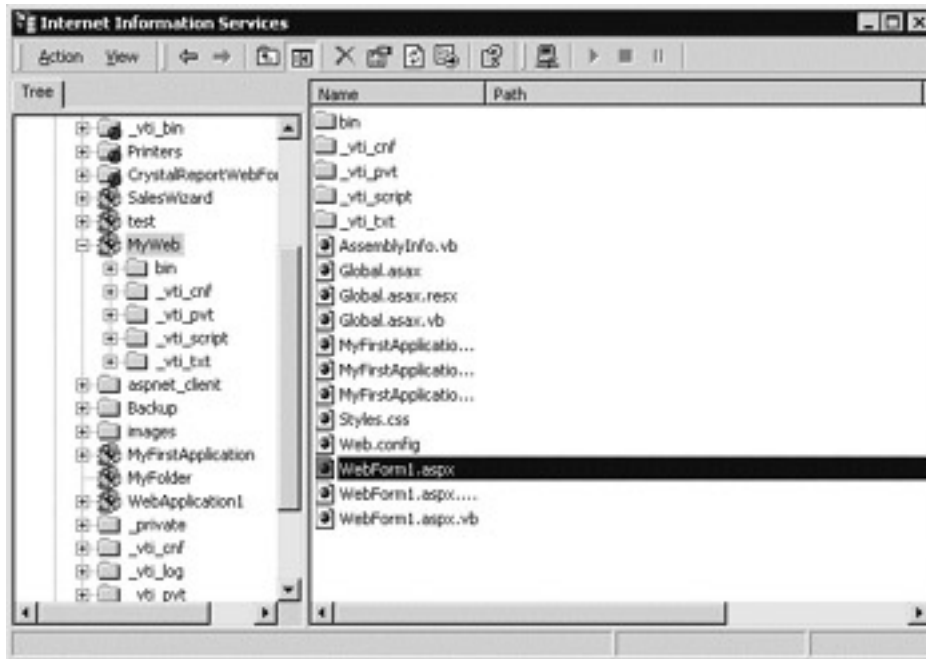 Internet Information Services
Action View
Tree
Name Path
_vti_bin
Printers
CrystalReportWebFor
SalesWizard
test
MyWeb
bin
_vti_cnf
_vti_pvt
_vti_script
_vti_txt
aspnet_client
Backup
images
MyFirstApplication
MyFolder
WebApplication1
_private
_vti_cnf
_vti_log
_vti_pvt
bin
_vti_cnf
_vti_pvt
_vti_script
_vti_txt
AssemblyInfo.vb
Global.asax
Global.asax.resx
Global.asax.vb
MyFirstApplicatio...
MyFirstApplicatio...
MyFirstApplicatio...
Styles.css
Web.config
WebForm1.aspx
WebForm1.aspx....
WebForm1.aspx.vb